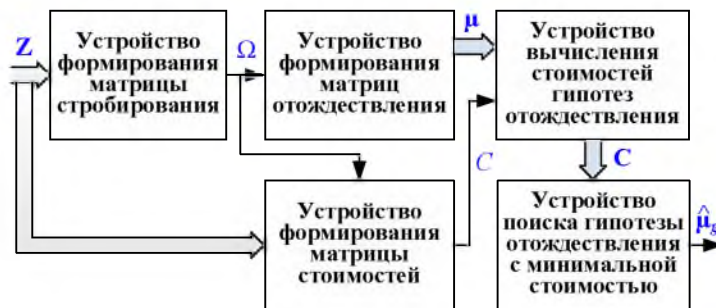 Z
Устройство
формирования
матрицы
стробирования
Ω
Устройство
формирования
матриц
отождествления
μ
Устройство
вычисления
стоимостей
гипотез
отождествления
C
C
Устройство
формирования
матрицы
стоимостей
Устройство
поиска гипотезы
отождествления
с минимальной
стоимостью
μ̂g